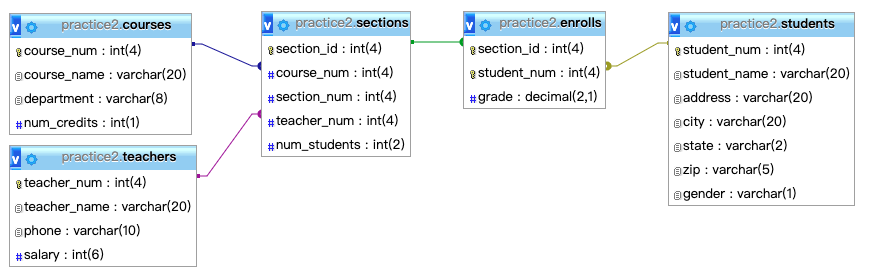 practice2.courses
course_num : int(4)
course_name : varchar(20)
department : varchar(8)
num_credits : int(1)
practice2.teachers
teacher_num : int(4)
teacher_name : varchar(20)
phone : varchar(10)
salary : int(6)
practice2.sections
section_id : int(4)
course_num : int(4)
section_num : int(4)
teacher_num : int(4)
num_students : int(2)
practice2.enrolls
section_id : int(4)
student_num : int(4)
grade : decimal(2,1)
practice2.students
student_num : int(4)
student_name : varchar(20)
address : varchar(20)
city : varchar(20)
state : varchar(2)
zip : varchar(5)
gender : varchar(1)